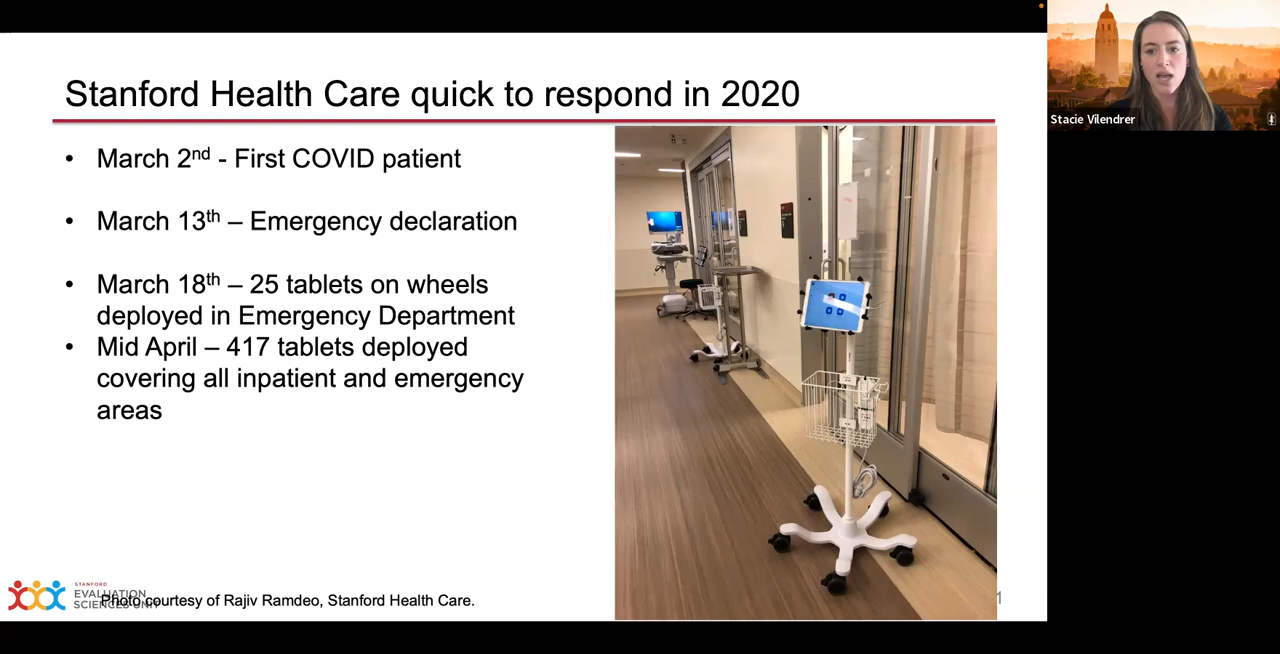 Stanford Health Care quick to respond in 2020
• March 2nd - First COVID patient
• March 13th – Emergency declaration
• March 18th – 25 tablets on wheels
deployed in Emergency Department
• Mid April – 417 tablets deployed
covering all inpatient and emergency
areas
STANFORD
EVALUATION
SCIENCES UNIT
Photo courtesy of Rajiv Ramdeo, Stanford Health Care.
1
Stacie Vilendrer